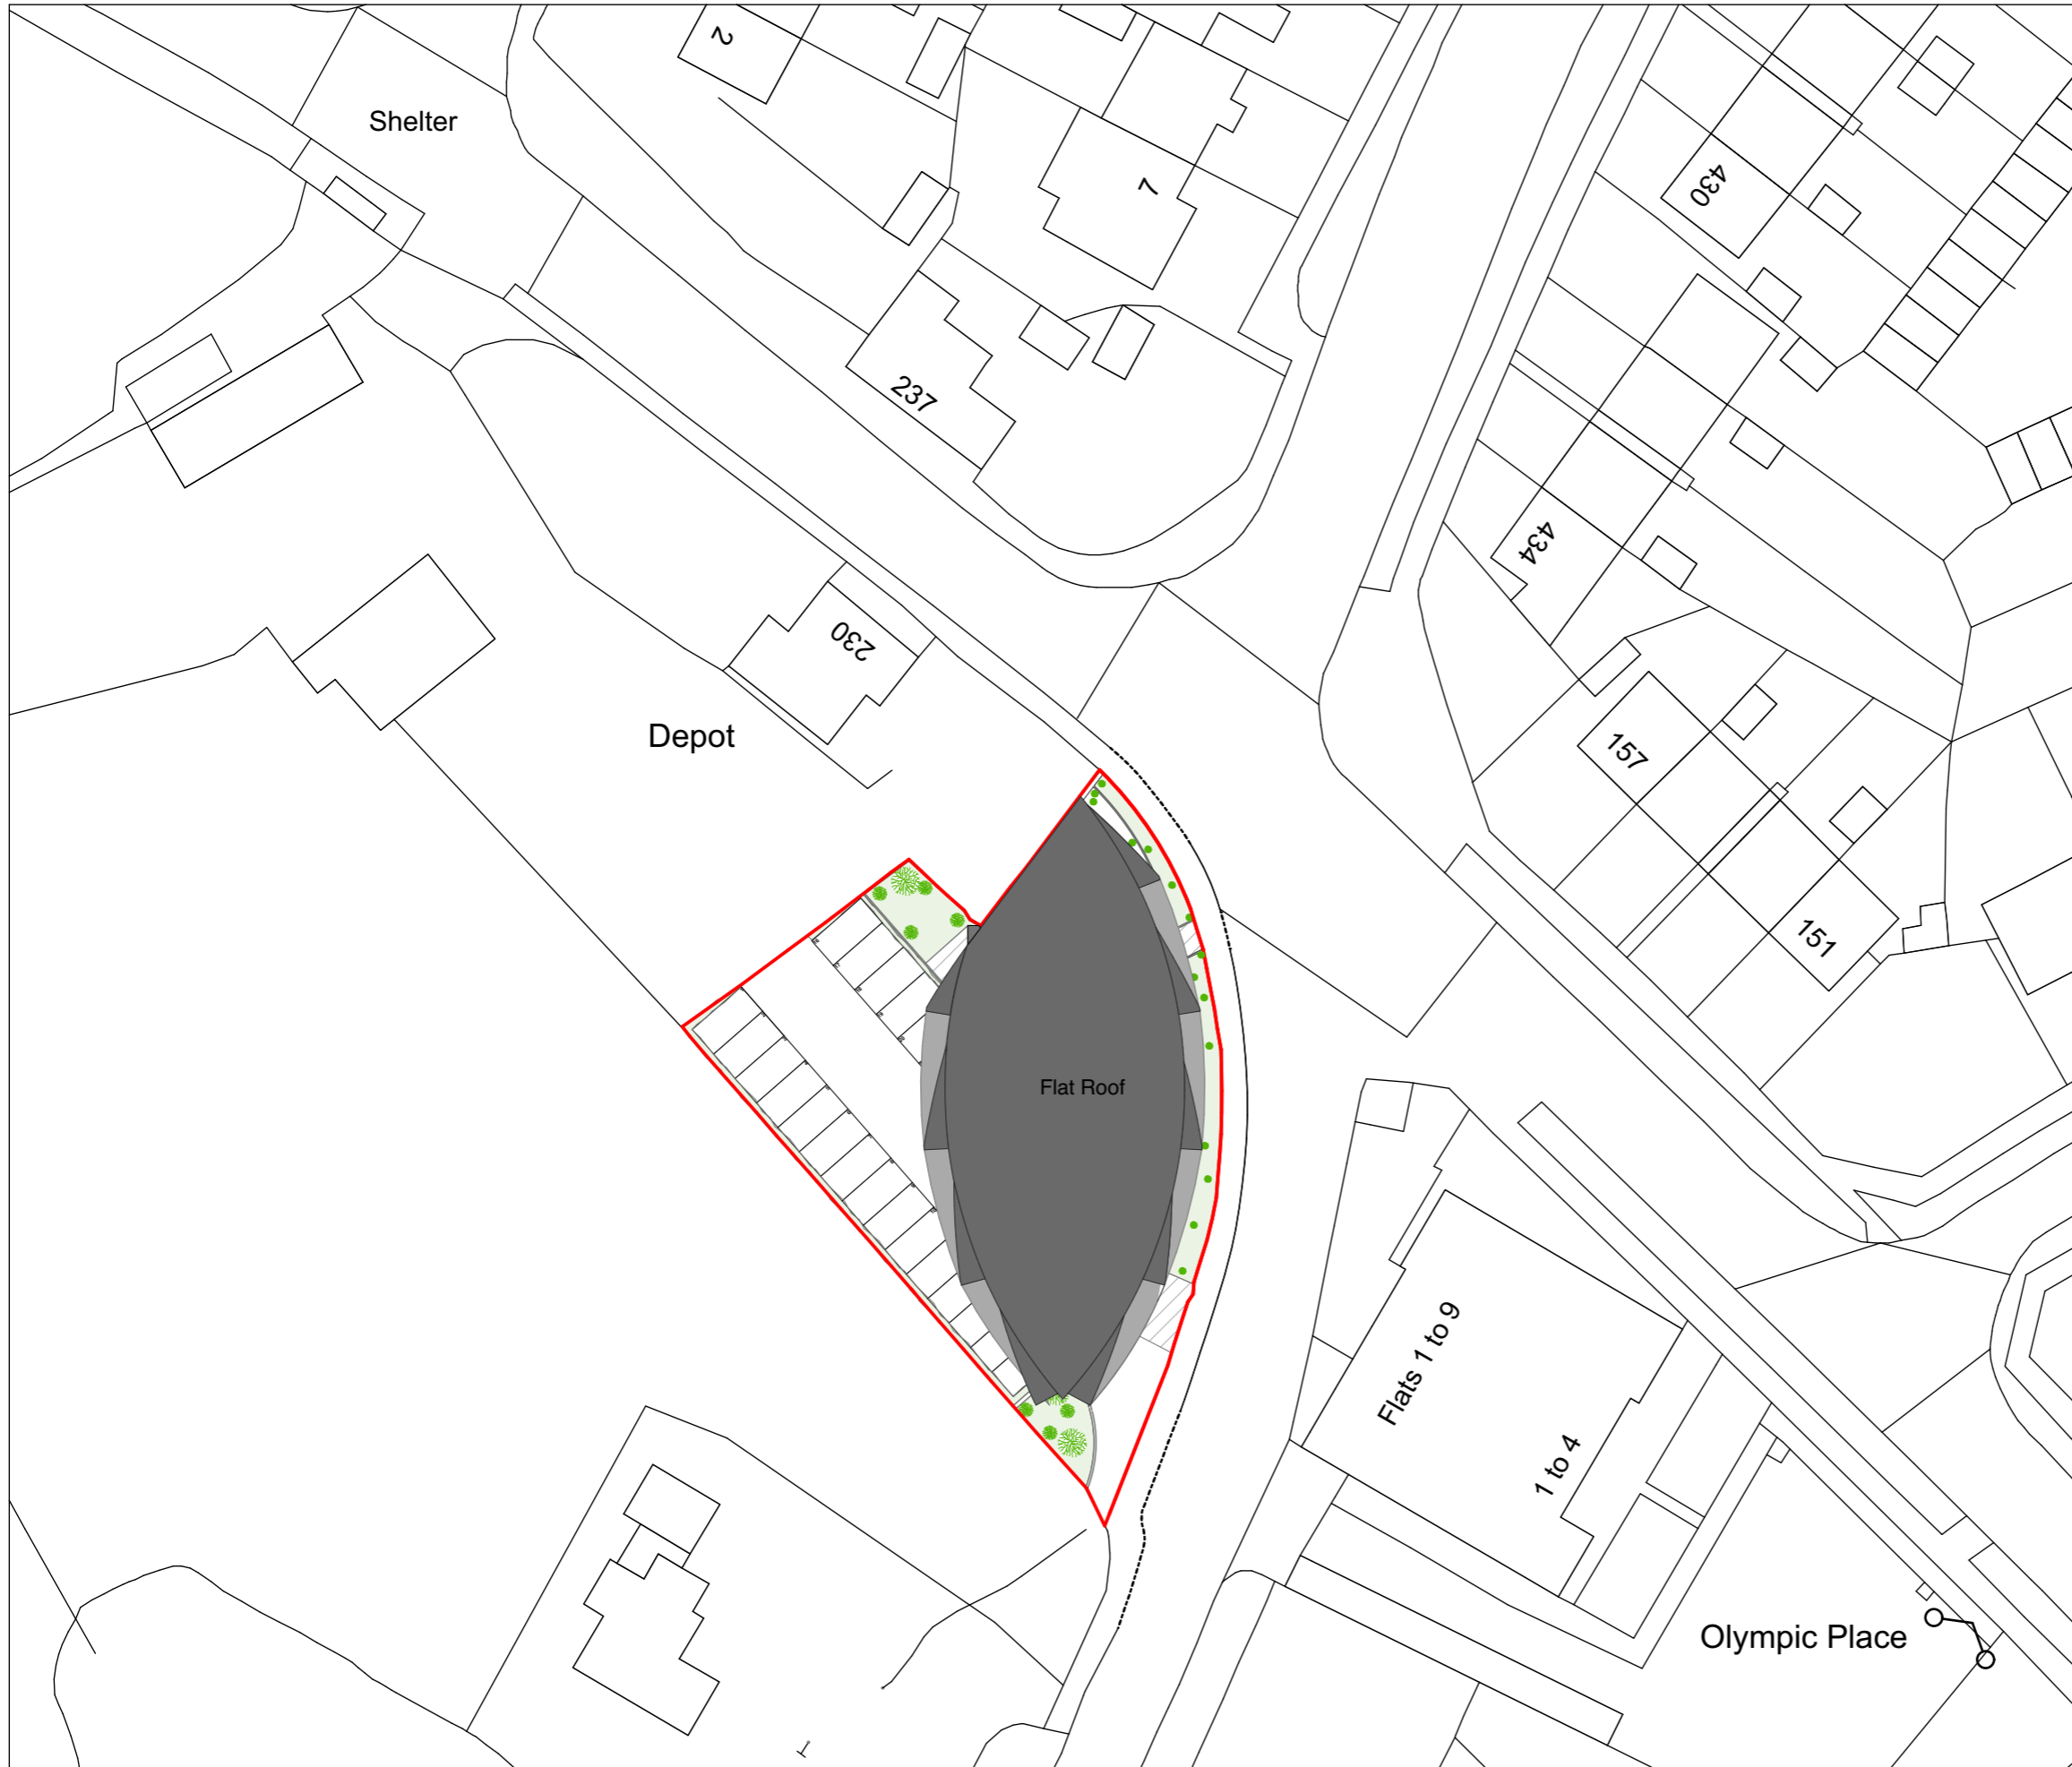 2
Shelter
7
430
237
434
230
Depot
157
151
Flat Roof
Flats 1 to 9
1 to 4
Olympic Place